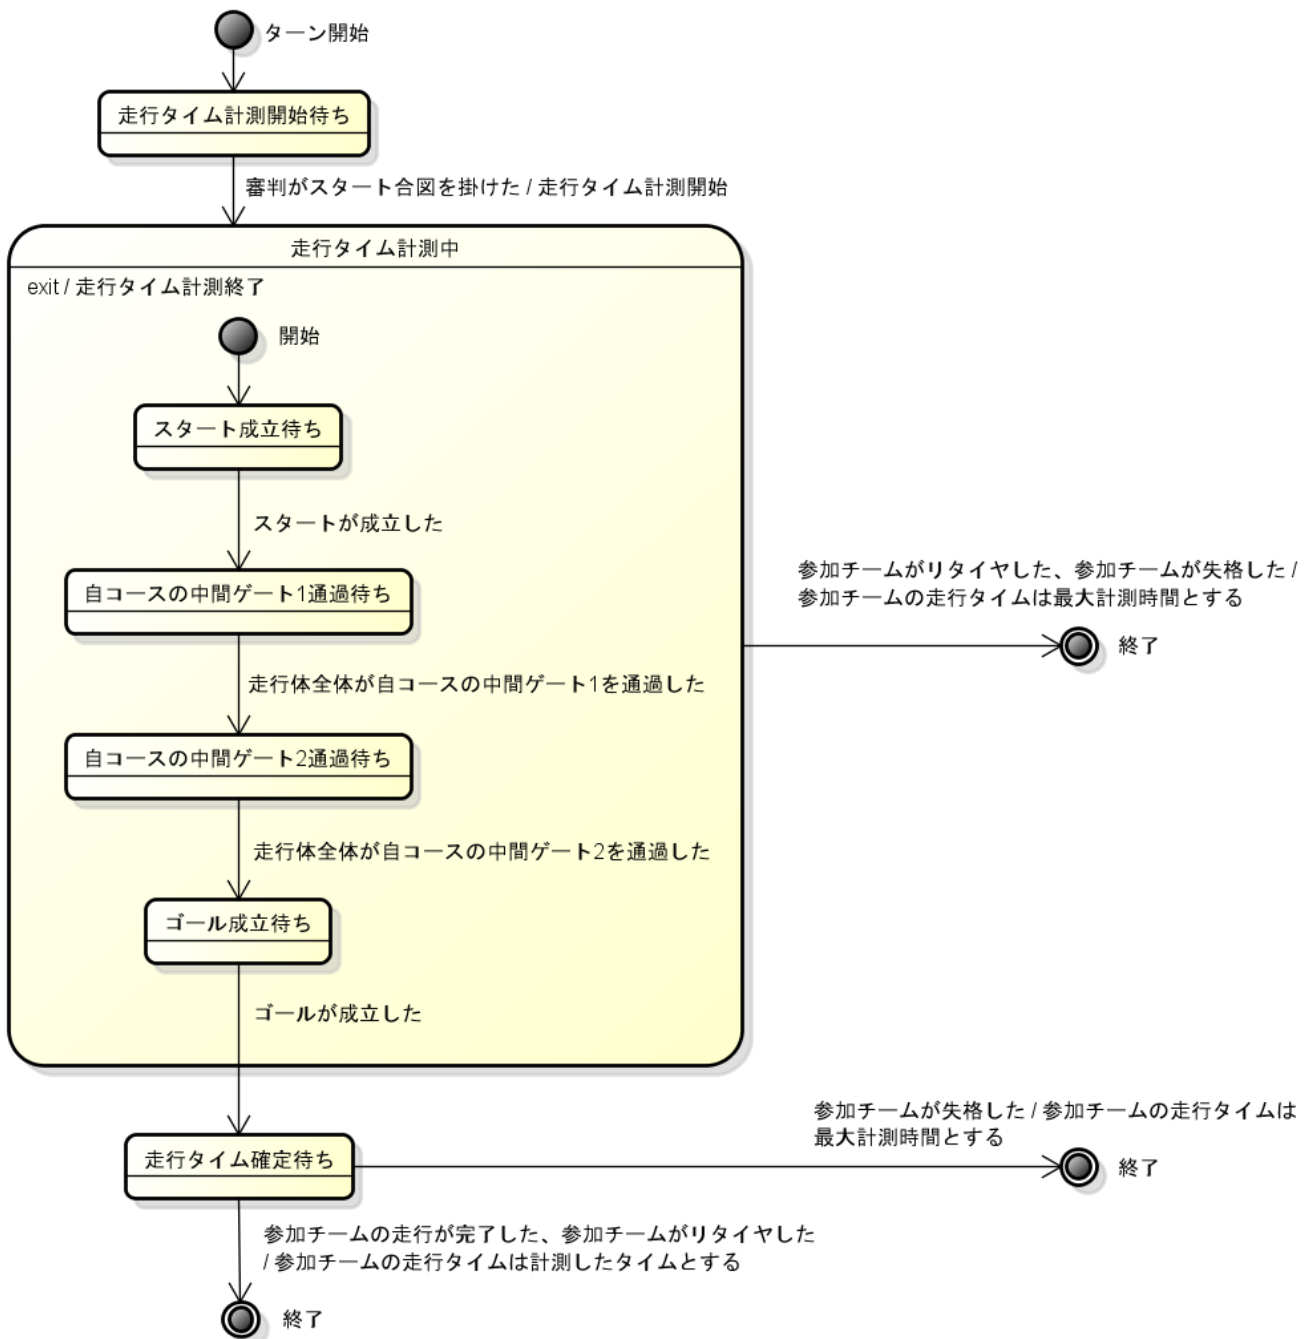 ターン開始
走行タイム計測開始待ち
審判がスタート合図を掛けた / 走行タイム計測開始
走行タイム計測中
exit / 走行タイム計測終了
開始
スタート成立待ち
スタートが成立した
自コースの中間ゲート1通過待ち
走行体全体が自コースの中間ゲート1を通過した
自コースの中間ゲート2通過待ち
走行体全体が自コースの中間ゲート2を通過した
ゴール成立待ち
ゴールが成立した
参加チームがリタイヤした、参加チームが失格した /
参加チームの走行タイムは最大計測時間とする
終了
走行タイム確定待ち
参加チームが失格した / 参加チームの走行タイムは
最大計測時間とする
終了
参加チームの走行が完了した、参加チームがリタイヤした
/ 参加チームの走行タイムは計測したタイムとする
終了